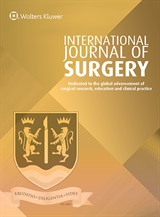 Wolters Kluwer
INTERNATIONAL
JOURNAL OF
SURGERY
Dedicated to the global advancement of
surgical research, education and clinical practice